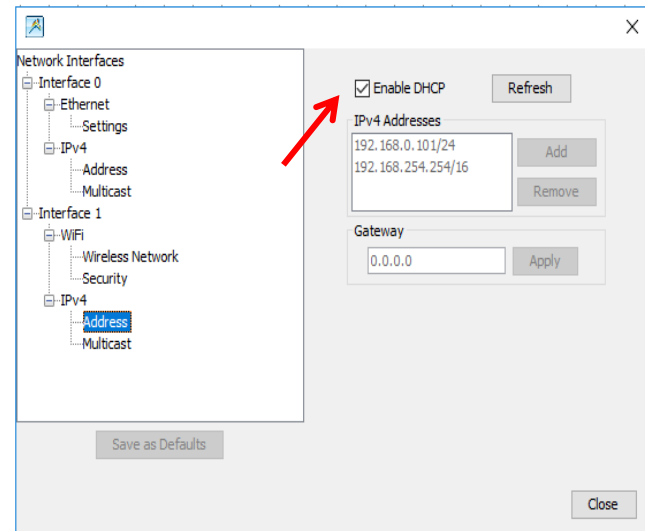 Network Interfaces
Interface 0
Ethernet
Settings
IPv4
Address
Multicast
Interface 1
WiFi
Wireless Network
Security
IPv4
Address
Multicast
Save as Defaults
Enable DHCP
Refresh
IPv4 Addresses
192.168.0.101/24
192.168.254.254/16
Add
Remove
Gateway
0.0.0.0
Apply
Close